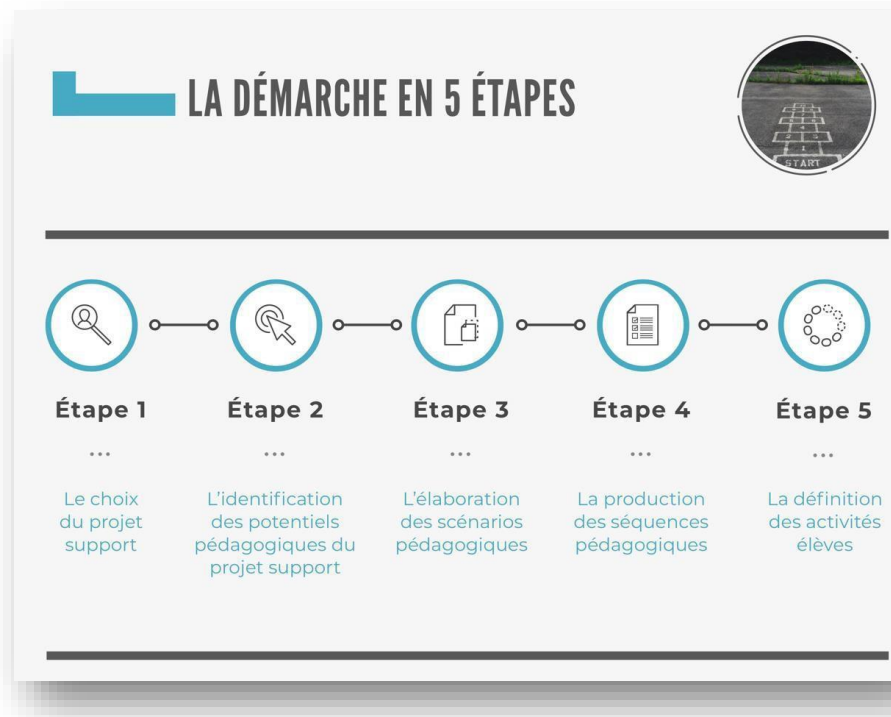 LA DÉMARCHE EN 5 ÉTAPES
START
Étape 1
...
Le choix
du projet
support
Étape 2
...
L'identification
des potentiels
pédagogiques du
projet support
Étape 3
...
L'élaboration
des scénarios
pédagogiques
Étape 4
...
La production
des séquences
pédagogiques
Étape 5
...
La définition
des activités
élèves